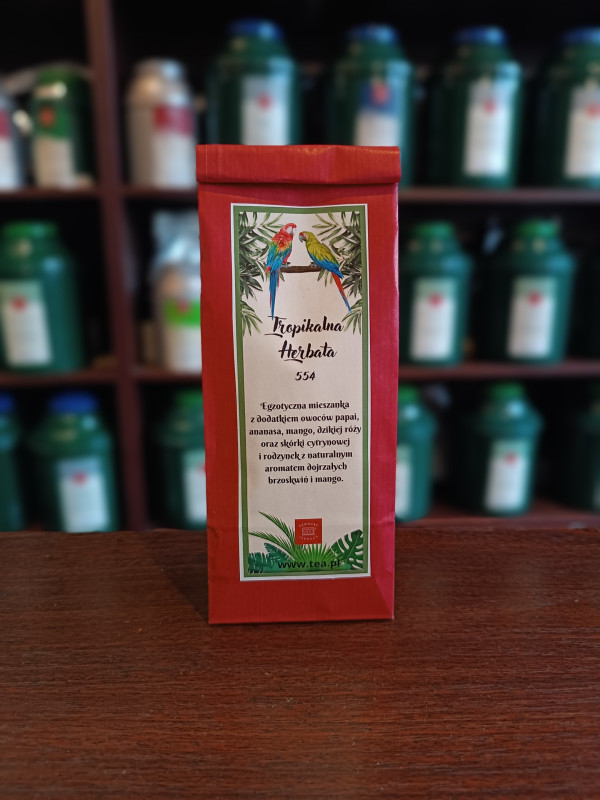 Tropikalna
Herbata
554
Egzotyczna mieszanka
z dodatkiem owoców papai,
ananasa, mango, dzikiej róży
oraz skórki cytrynowej
i rodzynek z naturalnym
aromatem dojrzałych
brzoskwiń i mango.
www.tea.pl